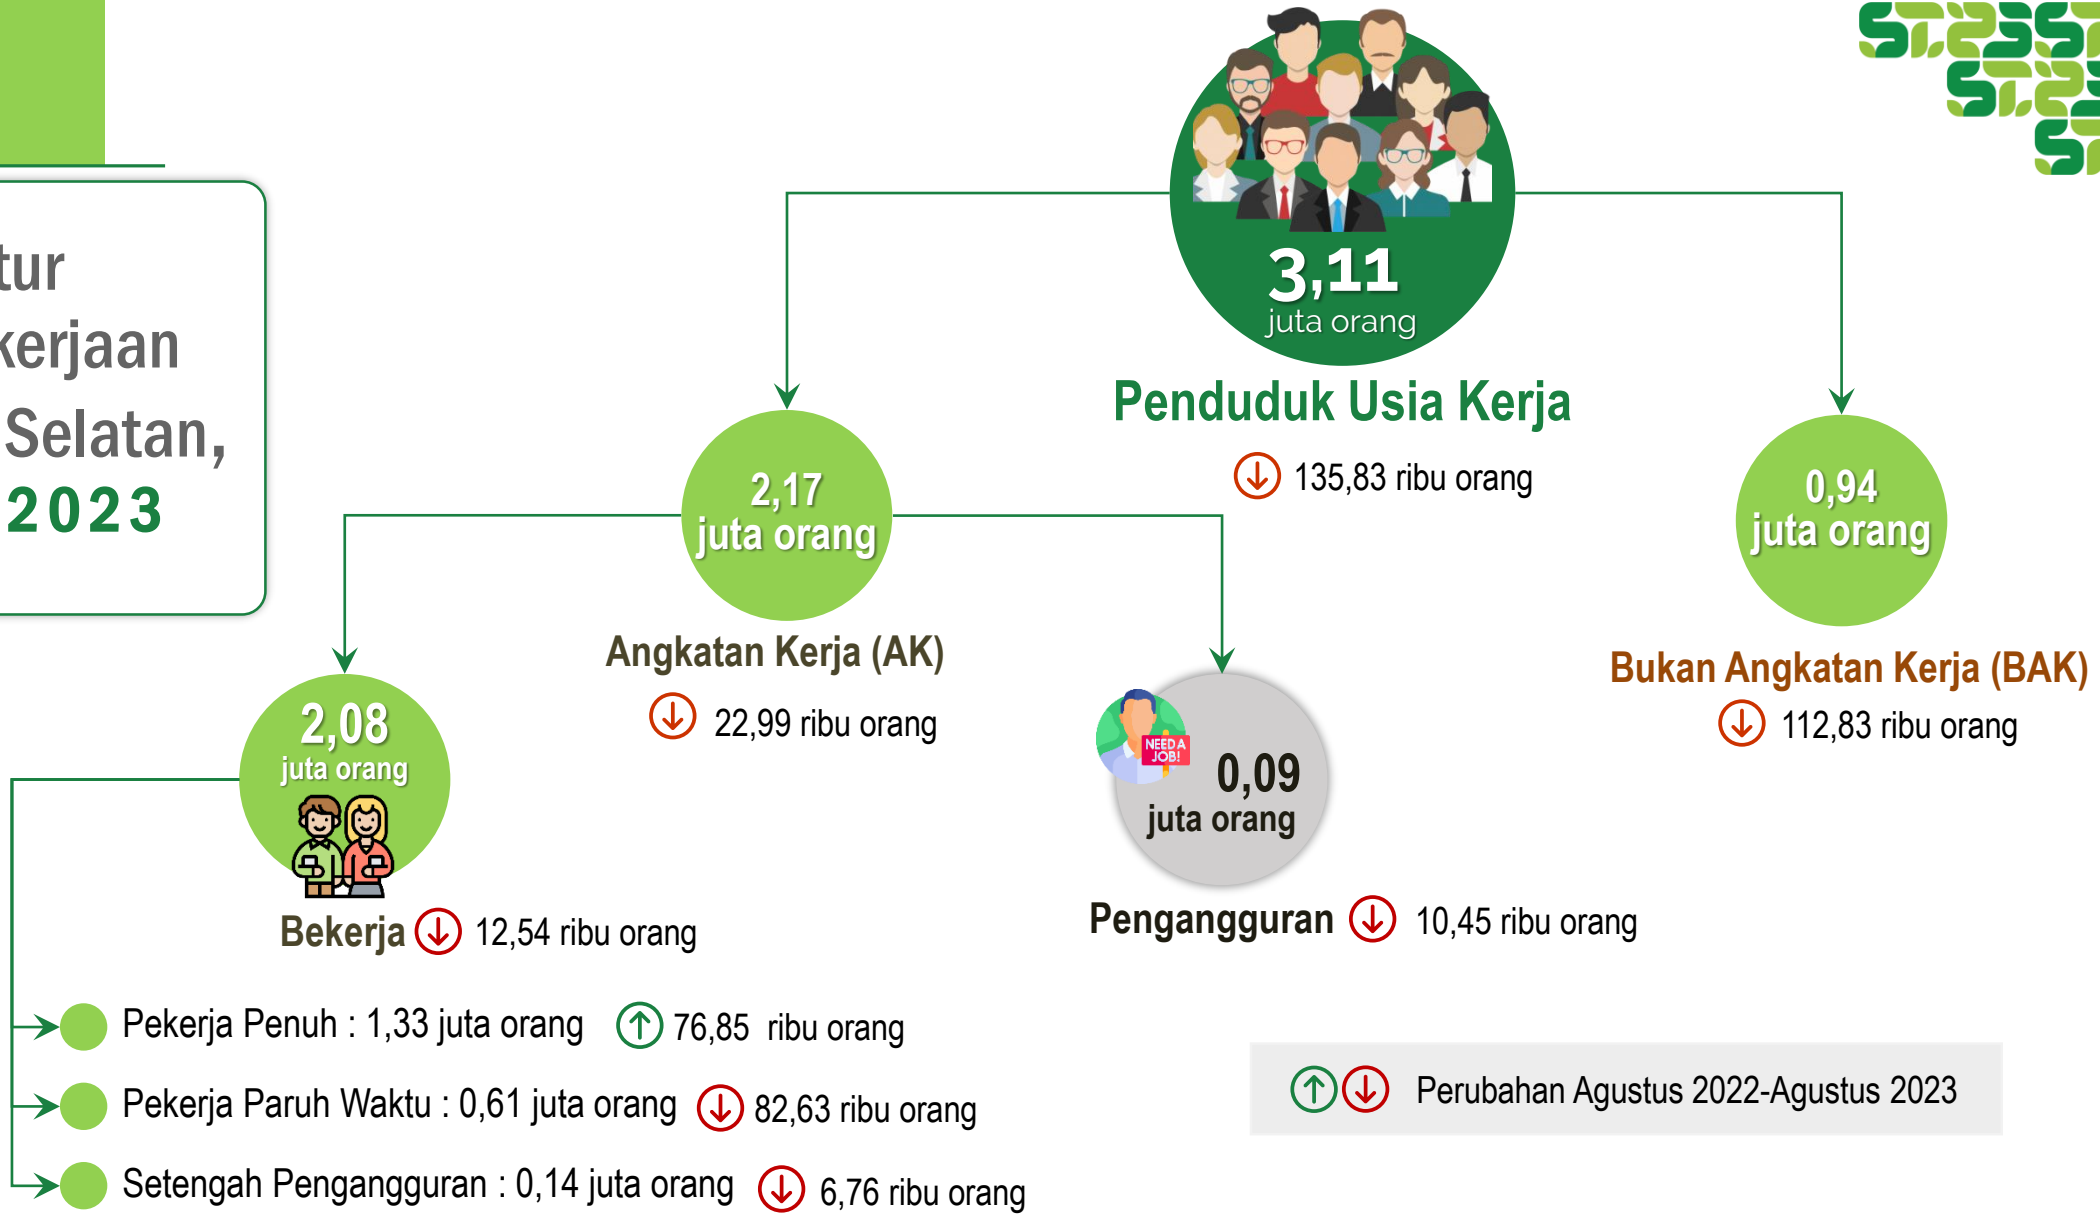 tur
kerjaan
Selatan,
2023
3,11
juta orang
Penduduk Usia Kerja
135,83 ribu orang
2,17
juta orang
Angkatan Kerja (AK)
22,99 ribu orang
0,94
juta orang
Bukan Angkatan Kerja (BAK)
112,83 ribu orang
2,08
juta orang
Bekerja 12,54 ribu orang
NEED A
JOB!
0,09
juta orang
Pengangguran 10,45 ribu orang
Pekerja Penuh : 1,33 juta orang 76,85 ribu orang
Pekerja Paruh Waktu : 0,61 juta orang 82,63 ribu orang
Setengah Pengangguran : 0,14 juta orang 6,76 ribu orang
Perubahan Agustus 2022-Agustus 2023